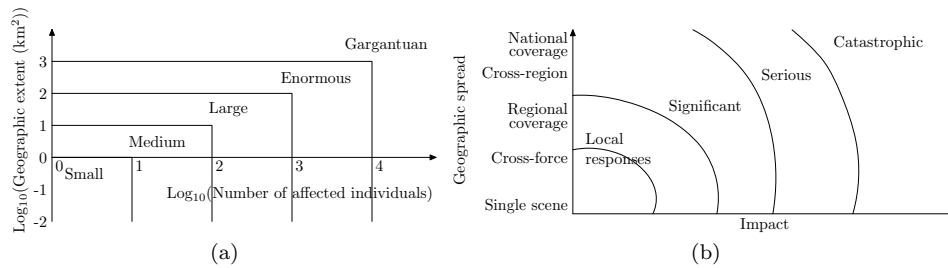 Log10(Geographic extent (km²))
Gargantuan
3
Enormous
2
Large
1
Medium
0
0
1
2
3
4
Small
-1
Log10(Number of affected individuals)
-2
(a)
Geographic spread
National
coverage
Catastrophic
Cross-region
Serious
Regional
coverage
Significant
Local
responses
Cross-force
Single scene
Impact
(b)